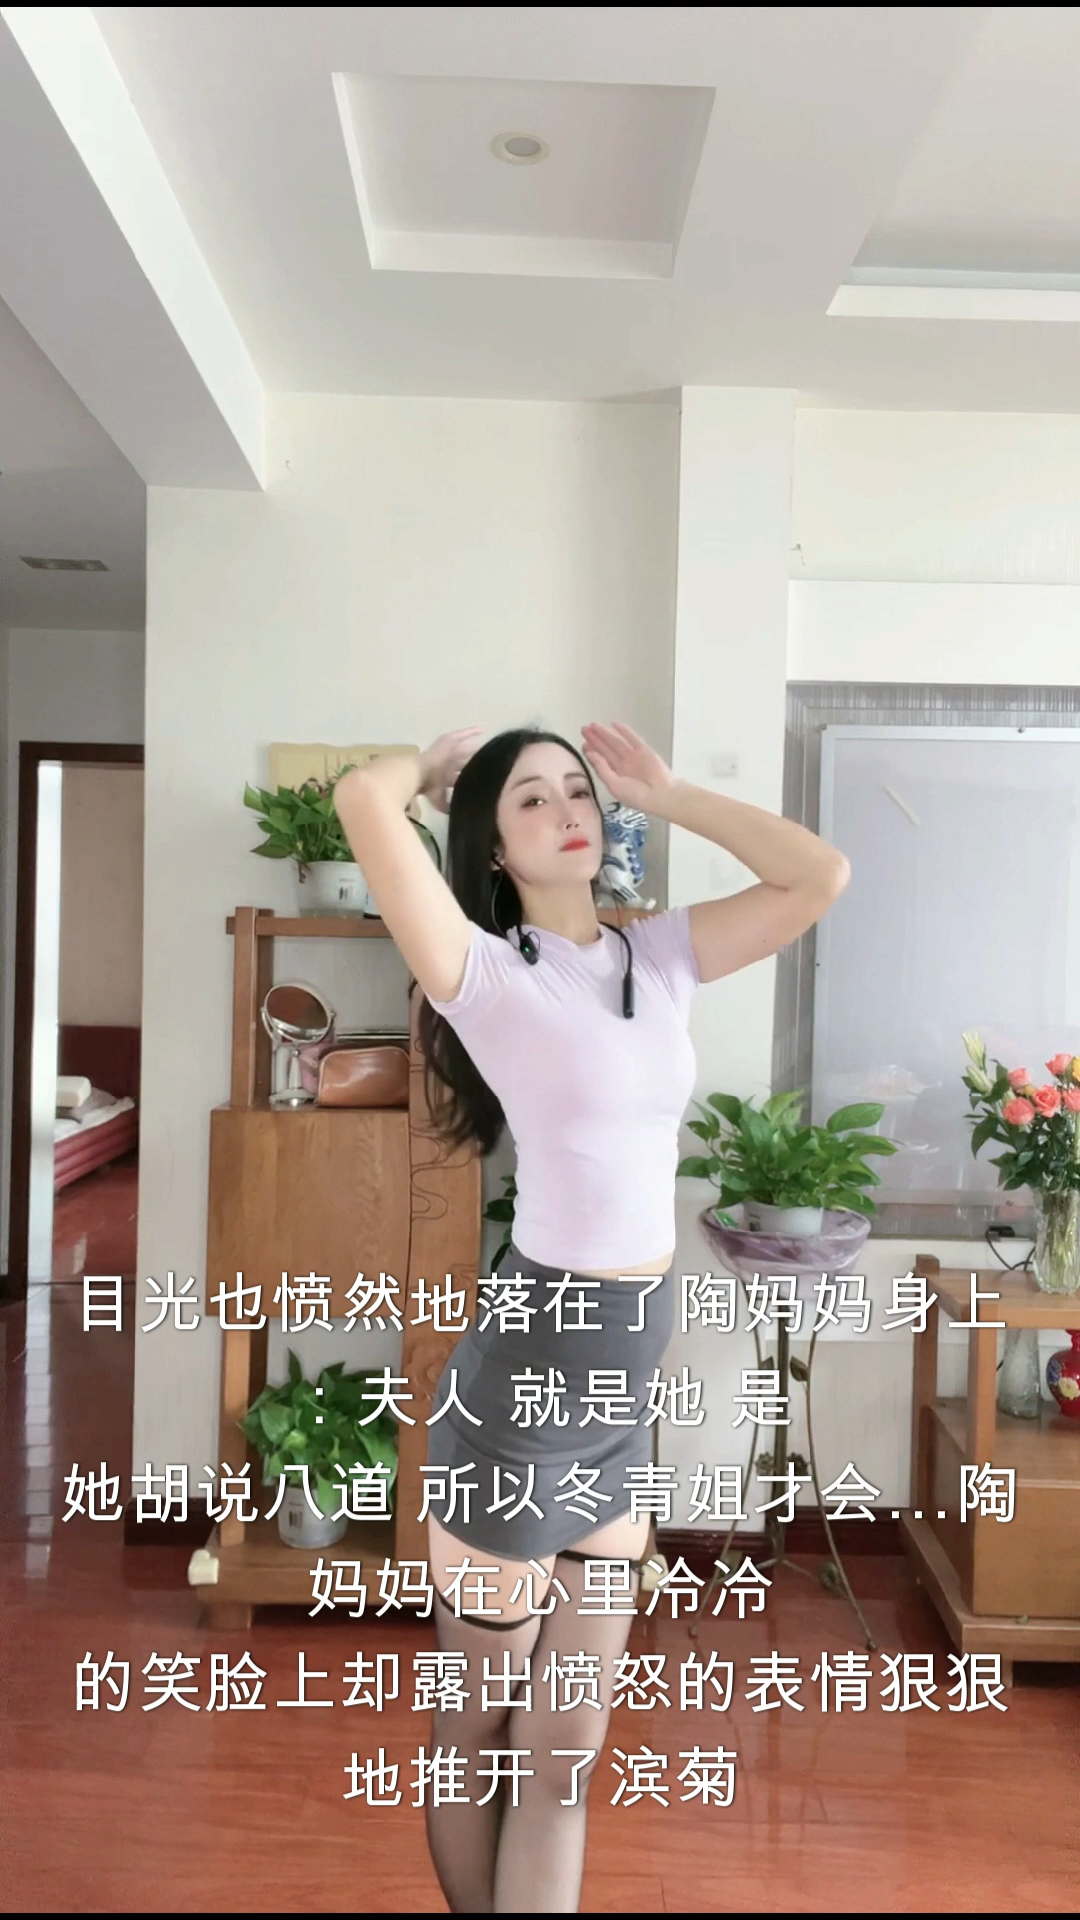 目光也愤然地落在了陶妈妈身上
：夫人 就是她 是
她胡说八道 所以冬青姐才会...陶
妈妈在心里冷冷
的笑脸上却露出愤怒的表情狠狠
地推开了滨菊